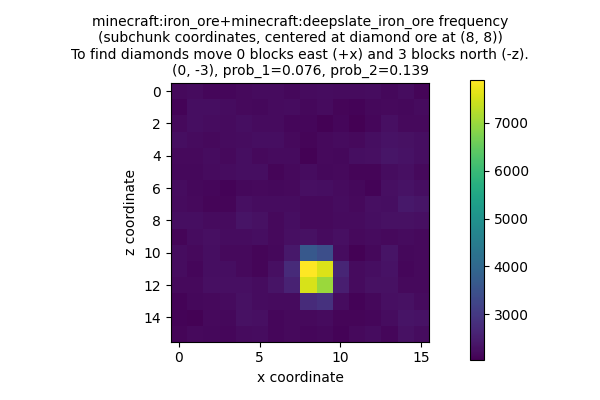 minecraft:iron_ore+minecraft:deepslate_iron_ore frequency
(subchunk coordinates, centered at diamond ore at (8, 8))
To find diamonds move 0 blocks east (+x) and 3 blocks north (-z).
(0, -3), prob_1=0.076, prob_2=0.139
0
2
4
6
8
10
12
14
z coordinate
0
5
10
15
x coordinate
7000
6000
5000
4000
3000